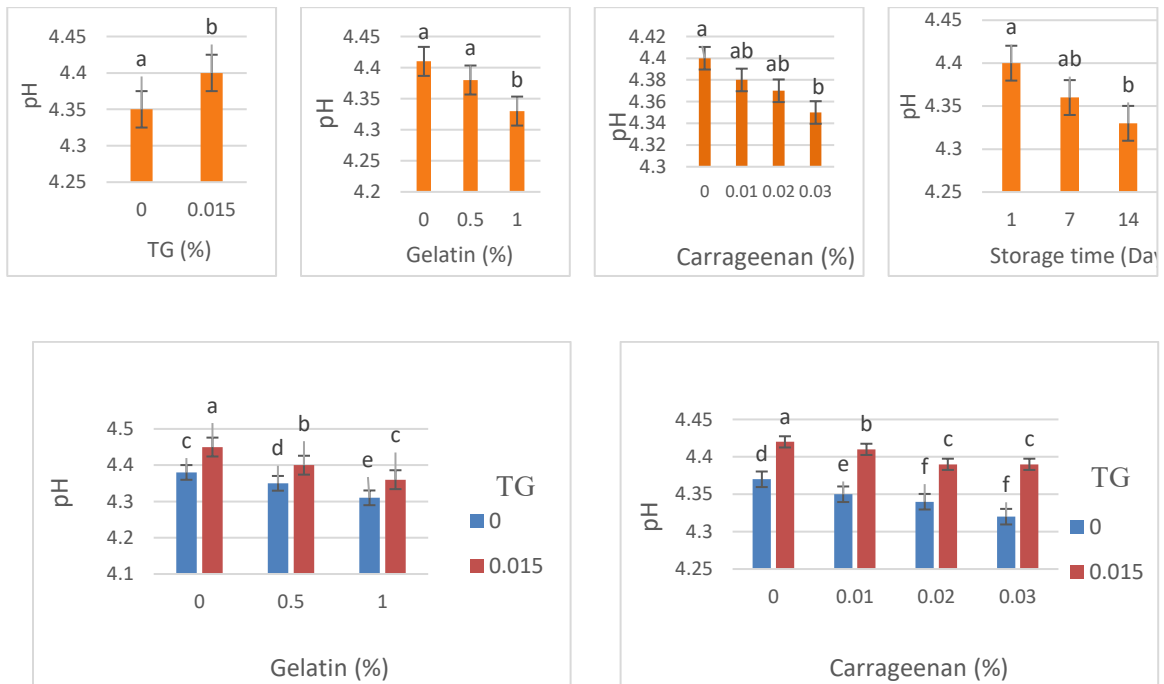 4.45
4.4
4.35
4.3
4.25
pH
a
b
0 0.015
TG (%)
4.45
4.4
4.35
4.3
4.25
4.2
pH
a a b
0 0.5 1
Gelatin (%)
4.42
4.4
4.38
4.36
4.34
4.32
4.3
pH
a ab ab b
0 0.01 0.02 0.03
Carrageenan (%)
4.45
4.4
4.35
4.3
4.25
pH
a ab b
1 7 14
Storage time (Da
4.5
4.4
4.3
4.2
4.1
pH
c a d b e c
0 0.5 1
Gelatin (%)
TG
0
0.015
4.45
4.4
4.35
4.3
4.25
pH
d a e b f c f c
0 0.01 0.02 0.03
Carrageenan (%)
TG
0
0.015